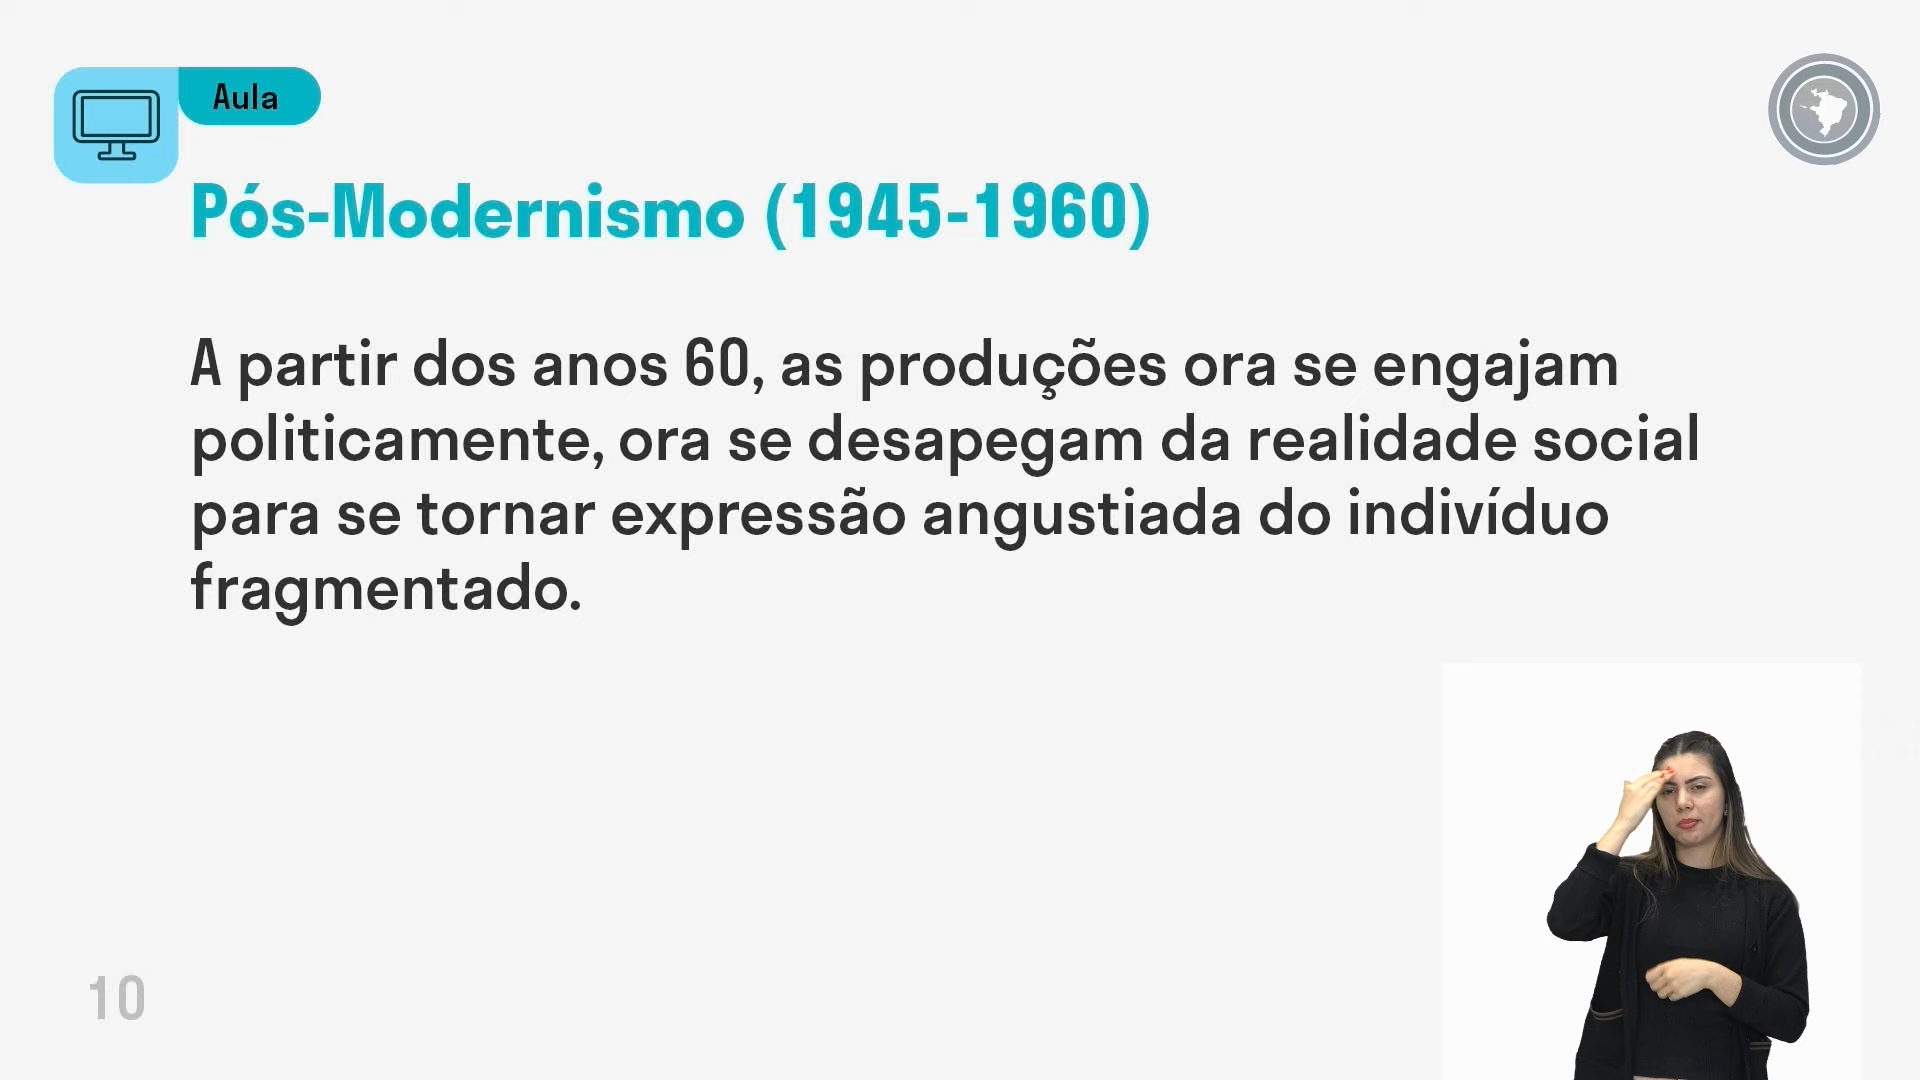 Aula
Pós-Modernismo (1945-1960)
A partir dos anos 60, as produções ora se engajam
politicamente, ora se desapegam da realidade social
para se tornar expressão angustiada do indivíduo
fragmentado.
10